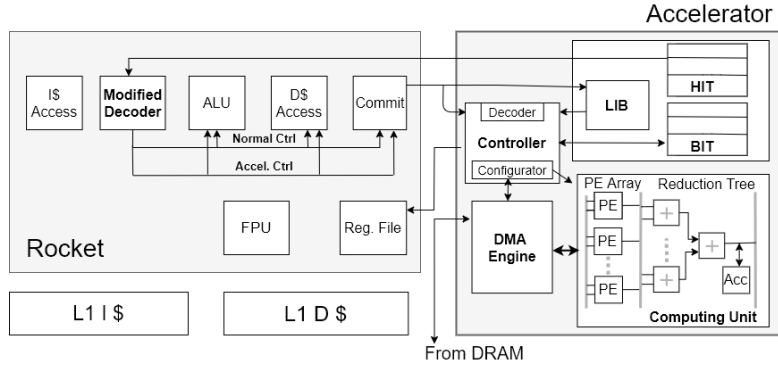 Accelerator
I$
Access
Modified
Decoder
ALU
D$
Access
Commit
Normal Ctrl
Accel. Ctrl
FPU
Reg. File
Rocket
L1 I $
L1 D $
HIT
LIB
BIT
Decoder
Controller
Configurator
DMA
Engine
PE Array
Reduction Tree
PE
PE
PE
+
+
+
Acc
Computing Unit
From DRAM